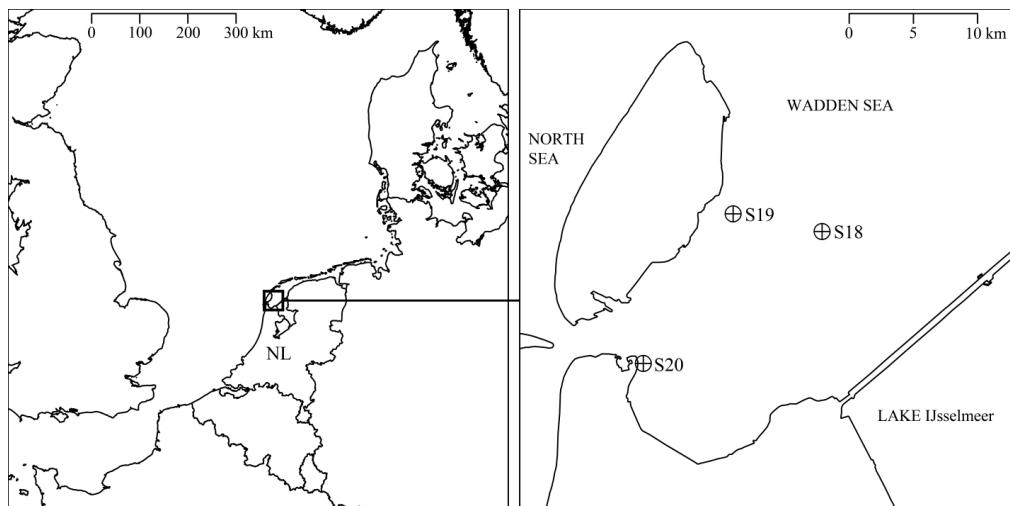 0 100 200 300 km
NL
0 5 10 km
WADDEN SEA
NORTH
SEA
S19
S18
S20
LAKE IJsselmeer